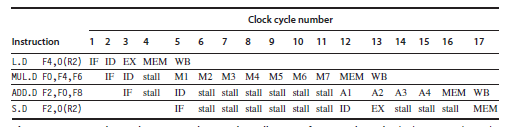 Clock cycle number
Instruction 1 2 3 4 5 6 7 8 9 10 11 12 13 14 15 16 17
L.D F4,0(R2) IF ID EX MEM WB
MUL.D F0,F4,F6 IF ID stall M1 M2 M3 M4 M5 M6 M7 MEM WB
ADD.D F2,F0,F8 IF stall ID stall stall stall stall stall stall A1 A2 A3 A4 MEM WB
S.D F2,0(R2) IF stall stall stall stall stall stall ID EX stall stall stall MEM